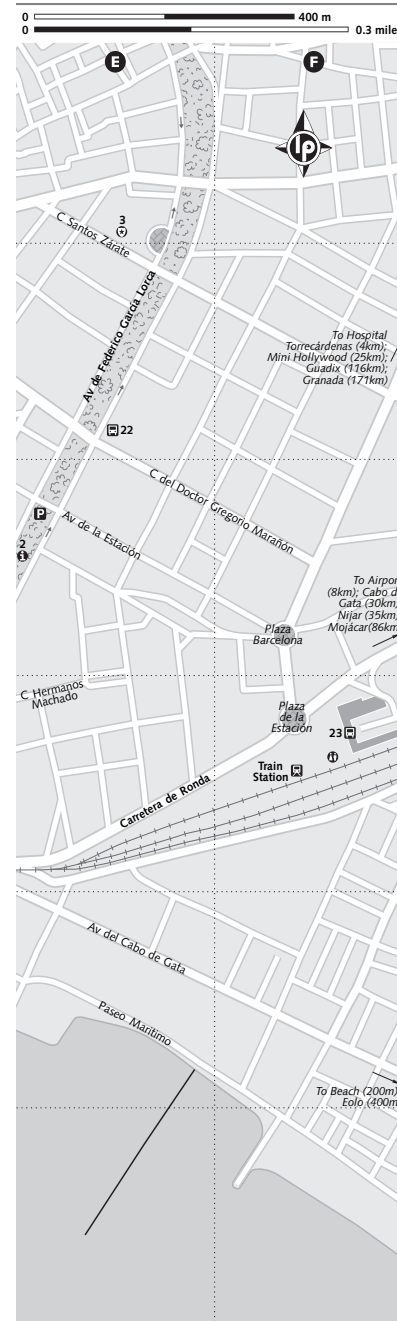 0 400 m
0 0.3 mile
E
F
lp
3
C Santos Zárate
Av de Federico García Lorca
To Hospital
Torrecárdenas (4km);
Mini Hollywood (25km);
Guadix (116km);
Granada (171km)
22
C del Doctor Gregorio Marañón
P
Av de la Estación
2
i
To Airpor
(8km); Cabo d
Gata (30km
Níjar (35km
Mojácar(86km
Plaza
Barcelona
C Hermanos
Machado
Plaza
de la
Estación
23
Train
Station
Carretera de Ronda
Av del Cabo de Gata
Paseo Marítimo
To Beach (200m)
Eolo (400m